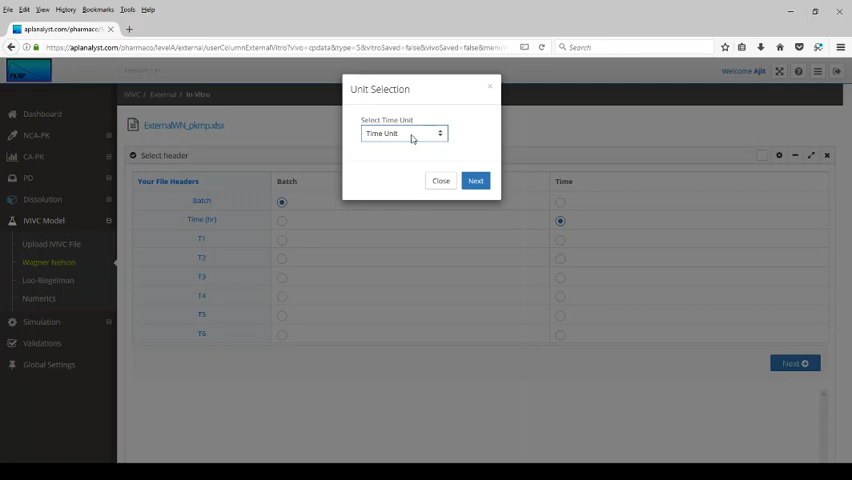 File Edit View History Bookmarks Tools Help
aplanalyst.com/pharmaco/l
aplanalyst.com/pharmaco/levelA/external/userColumnExternalVitro?vivo=cpdata&type=5&vitroSaved=false&vivoSaved=false&menuV
Search
PKMP
Welcome Ajit
IVIVC / External / In-Vitro
Dashboard
NCA-PK
CA-PK
PD
Dissolution
IVIVC Model
Upload IVIVC File
Wagner Nelson
Loo-Riegelman
Numerics
Simulation
Validations
Global Settings
ExternalWN_pkmp.xlsx
Select header
Your File Headers Batch Time
Batch
Time (hr)
T1
T2
T3
T4
T5
T6
Next
Unit Selection
×
Select Time Unit
Time Unit
Close Next